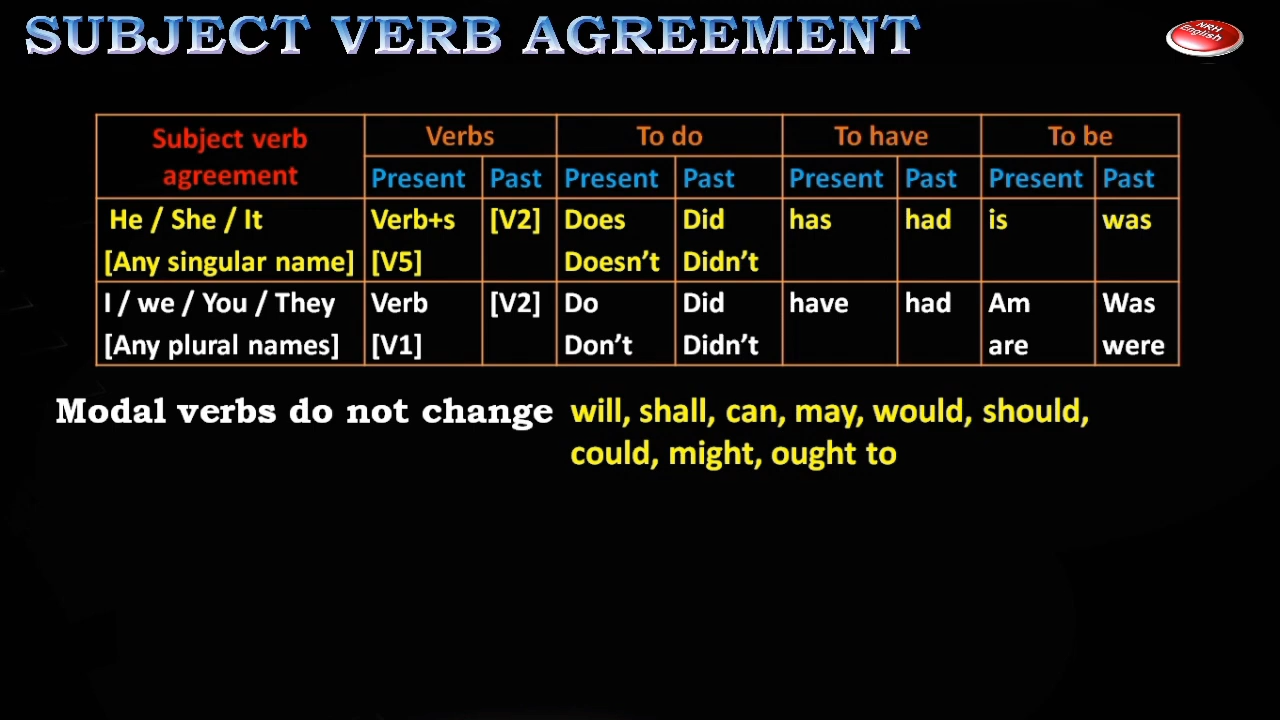 SUBJECT VERB AGREEMENT
NRH
English
Subject verb agreement Verbs To do To have To be
Present Past Present Past Present Past Present Past
He / She / It Verb+s [V2] Does Did has had is was
[Any singular name] [V5] Doesn't Didn't
I / we / You / They Verb [V2] Do Did have had Am Was
[Any plural names] [V1] Don't Didn't are were
Modal verbs do not change will, shall, can, may, would, should,
could, might, ought to